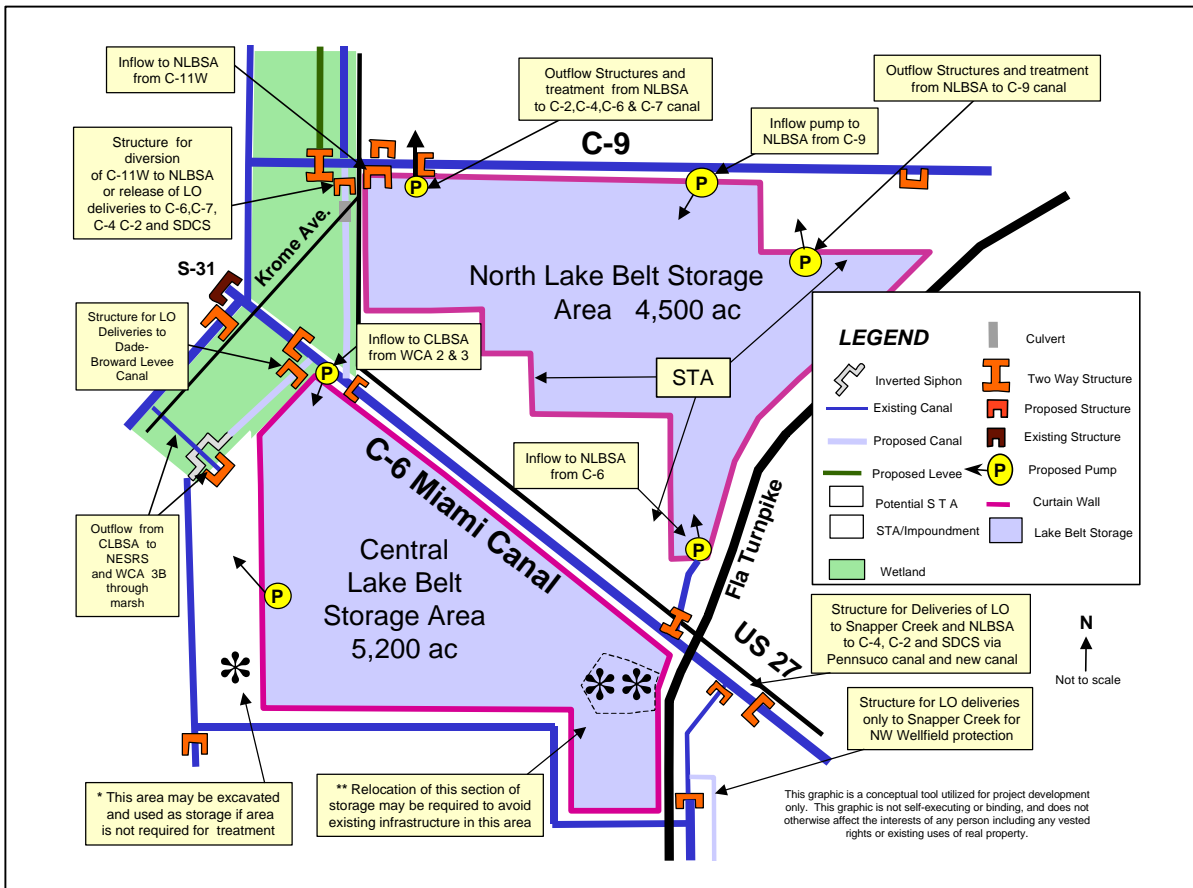 Inflow to NLBSA
from C-11W
Outflow Structures and
treatment from NLBSA
to C-2,C-4,C-6 & C-7 canal
Outflow Structures and treatment
from NLBSA to C-9 canal
Inflow pump to
NLBSA from C-9
C-9
Structure for
diversion
of C-11W to NLBSA
or release of LO
deliveries to C-6,C-7,
C-4 C-2 and SDCS
P
P
P
Krome Ave.
S-31
North Lake Belt Storage
Area 4,500 ac
Structure for LO
Deliveries to
Dade-
Broward Levee
Canal
Inflow to CLBSA
from WCA 2 & 3
P
STA
LEGEND
Inverted Siphon
Existing Canal
Proposed Canal
Proposed Levee
Potential S T A
STA/Impoundment
Wetland
Culvert
Two Way Structure
Proposed Structure
Existing Structure
P
Proposed Pump
Curtain Wall
Lake Belt Storage
C-6 Miami Canal
Inflow to NLBSA
from C-6
P
Fla Turnpike
US 27
Outflow from
CLBSA to
NESRS
and WCA 3B
through
marsh
P
Central
Lake Belt
Storage Area
5,200 ac
*
**
Structure for Deliveries of LO
to Snapper Creek and NLBSA
to C-4, C-2 and SDCS via
Pennsuco canal and new canal
N
Not to scale
Structure for LO deliveries
only to Snapper Creek for
NW Wellfield protection
* This area may be excavated
and used as storage if area
is not required for treatment
** Relocation of this section of
storage may be required to avoid
existing infrastructure in this area
This graphic is a conceptual tool utilized for project development
only. This graphic is not self-executing or binding, and does not
otherwise affect the interests of any person including any vested
rights or existing uses of real property.